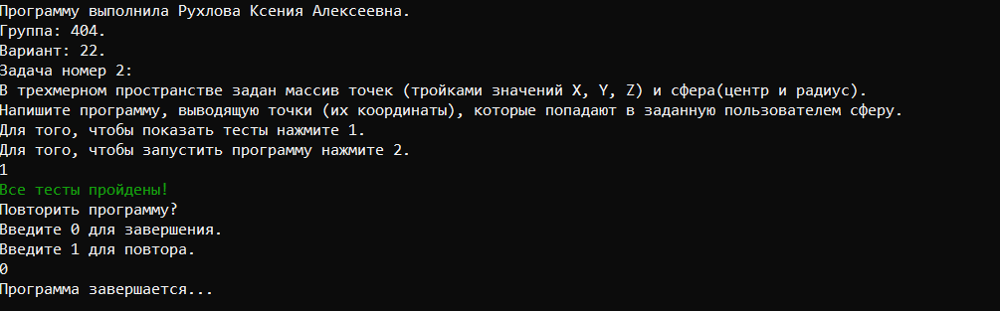 Программу выполнила Рухлова Ксения Алексеевна.
Группа: 404.
Вариант: 22.
Задача номер 2:
В трехмерном пространстве задан массив точек (тройками значений X, Y, Z) и сфера(центр и радиус).
Напишите программу, выводящую точки (их координаты), которые попадают в заданную пользователем сферу.
Для того, чтобы показать тесты нажмите 1.
Для того, чтобы запустить программу нажмите 2.
1
Все тесты пройдены!
Повторить программу?
Введите 0 для завершения.
Введите 1 для повтора.
0
Программа завершается...